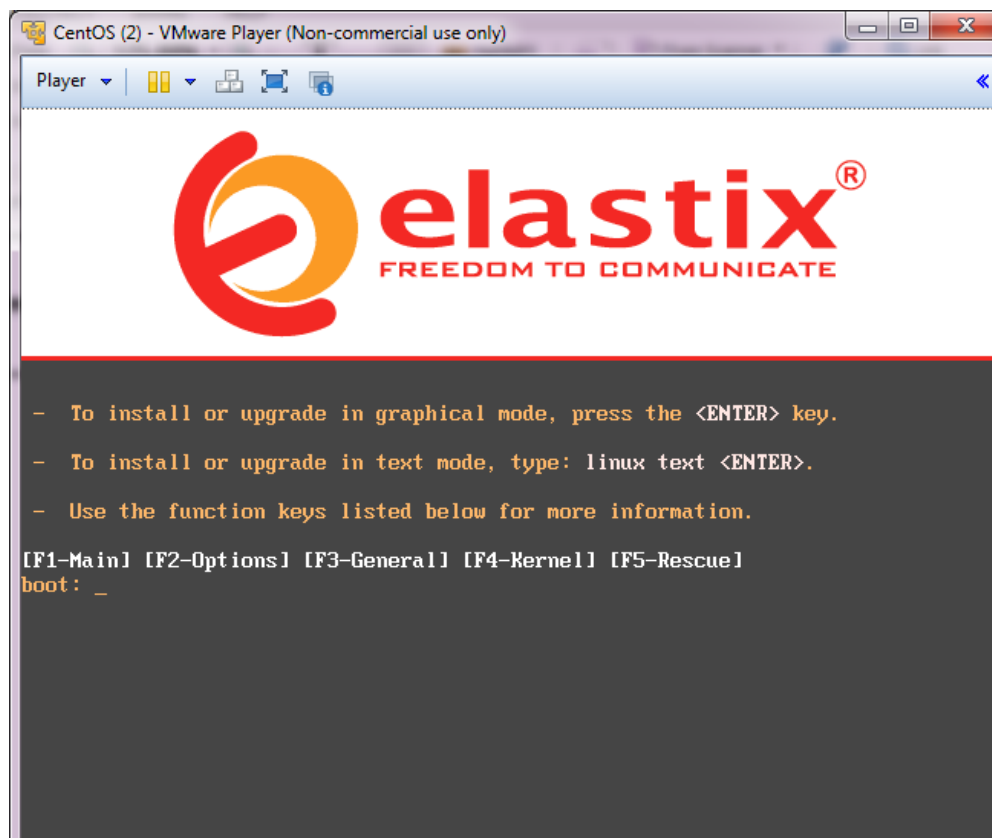 CentOS (2) - VMware Player (Non-commercial use only)
Player
elastix®
FREEDOM TO COMMUNICATE
- To install or upgrade in graphical mode, press the <ENTER> key.
- To install or upgrade in text mode, type: linux text <ENTER>.
- Use the function keys listed below for more information.
[F1-Main] [F2-Options] [F3-General] [F4-Kernel] [F5-Rescue]
boot: _